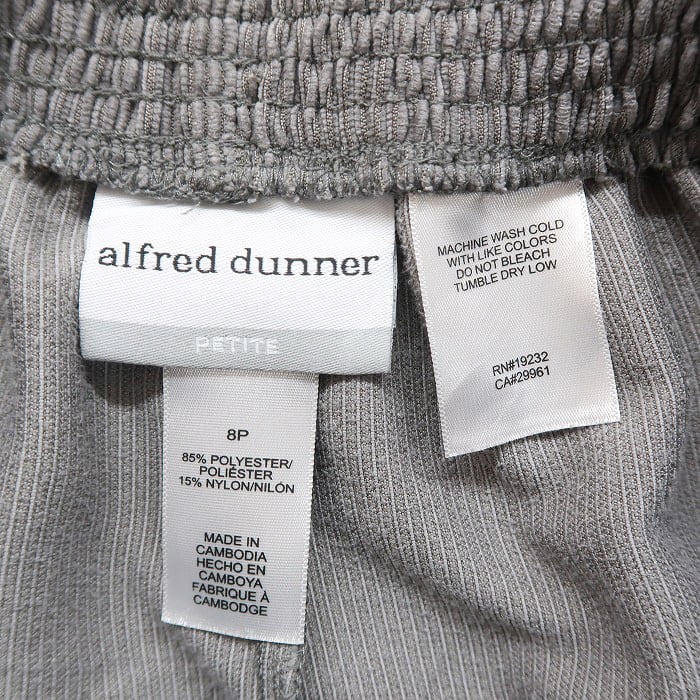 alfred dunner
PETITE
8P
85% POLYESTER/
POLIÉSTER
15% NYLON/NILÓN
MADE IN
CAMBODIA
HECHO EN
CAMBOYA
FABRIQUE À
CAMBODGE
MACHINE WASH COLD
WITH LIKE COLORS
DO NOT BLEACH
TUMBLE DRY LOW
RN#19232
CA#29961